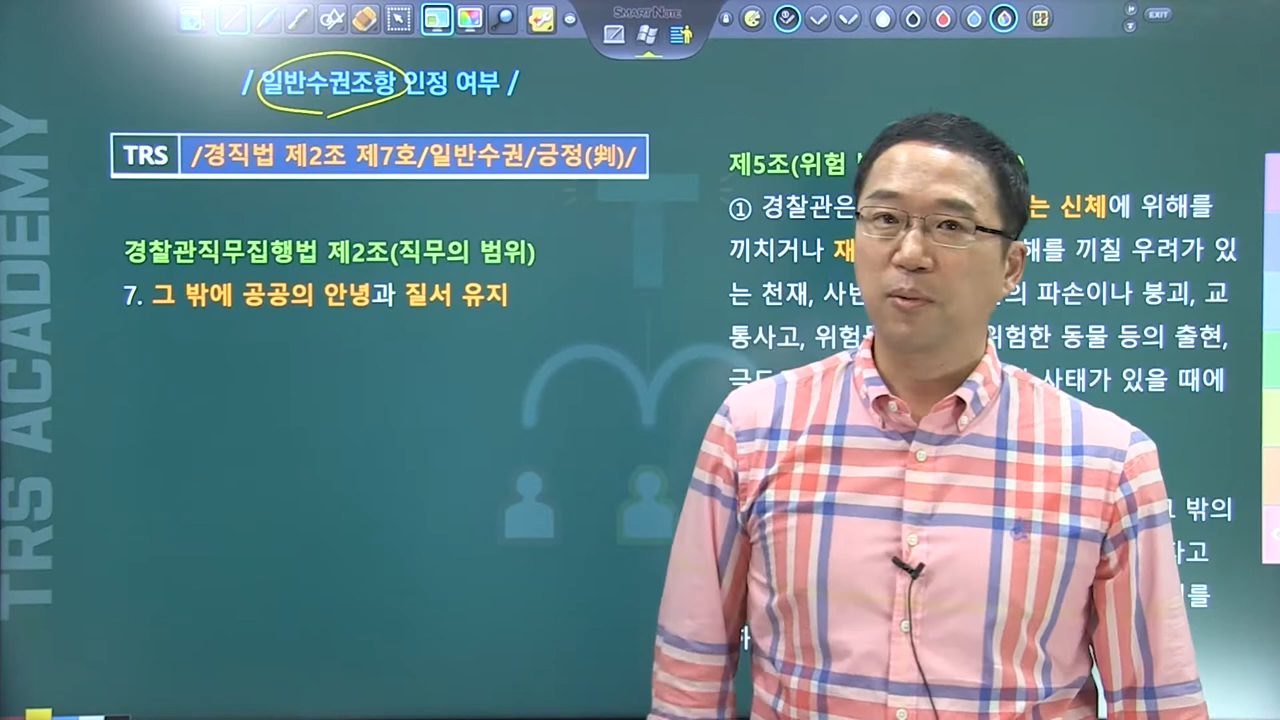 SMARTNOTE
EXIT
/ 일반수권조항 인정 여부 /
TRS /경직법 제2조 제7호/일반수권/긍정(判)/
경찰관직무집행법 제2조(직무의 범위)
7. 그 밖에 공공의 안녕과 질서 유지
제5조(위험
① 경찰관은 는 신체에 위해를
끼치거나 재 해를 끼칠 우려가 있
는 천재, 사변 의 파손이나 붕괴, 교
통사고, 위험 위험한 동물 등의 출현,
사태가 있을 때에
밖의
를
TRS ACADEMY